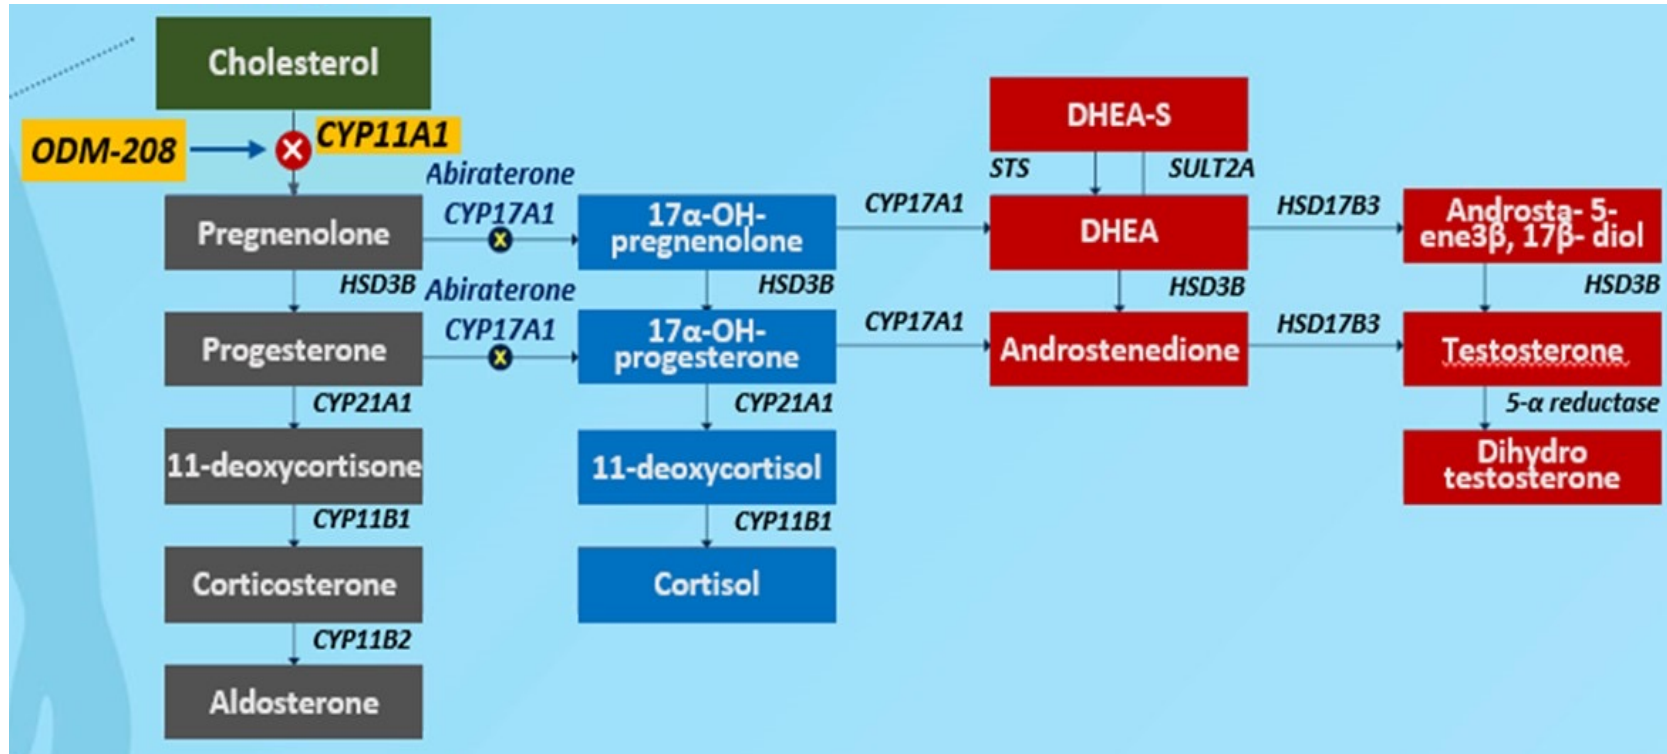 Cholesterol
ODM-208
CYP11A1
Abiraterone
CYP17A1
Pregnenolone
17α-OH-
pregnenolone
CYP17A1
DHEA-S
STS
SULT2A
DHEA
HSD17B3
Androsta- 5-
ene3β, 17β- diol
HSD3B
Abiraterone
CYP17A1
HSD3B
HSD3B
HSD3B
Progesterone
17α-OH-
progesterone
CYP17A1
Androstenedione
HSD17B3
Testosterone
CYP21A1
CYP21A1
5-α reductase
11-deoxycortisone
11-deoxycortisol
Dihydro
testosterone
CYP11B1
CYP11B1
Corticosterone
Cortisol
CYP11B2
Aldosterone